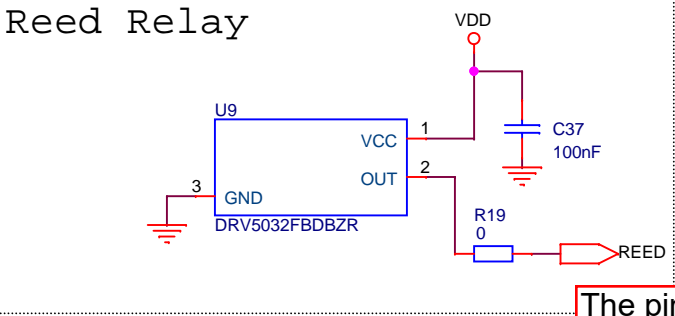 Reed Relay
VDD
U9
VCC 1
C37
100nF
OUT 2
3 GND
DRV5032FBDBZR
R19
0
REED
The pi